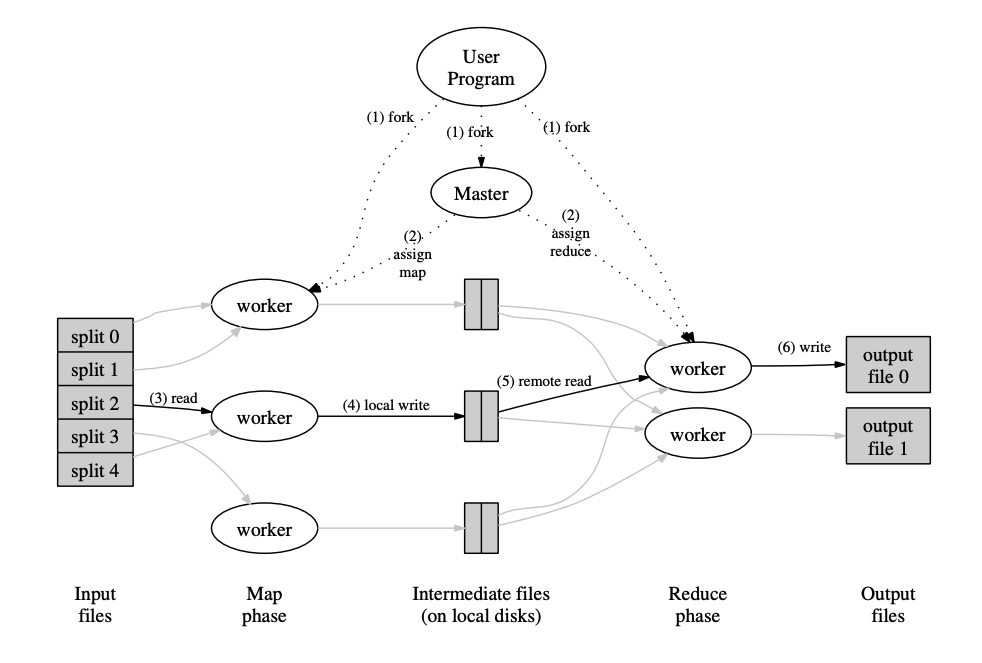 User
Program
(1) fork
(1) fork
(1) fork
Master
(2)
assign
map
(2)
assign
reduce
worker
split 0
split 1
split 2
split 3
split 4
(3) read
worker
(4) local write
(5) remote read
worker
(6) write
output
file 0
worker
output
file 1
worker
Input
files
Map
phase
Intermediate files
(on local disks)
Reduce
phase
Output
files